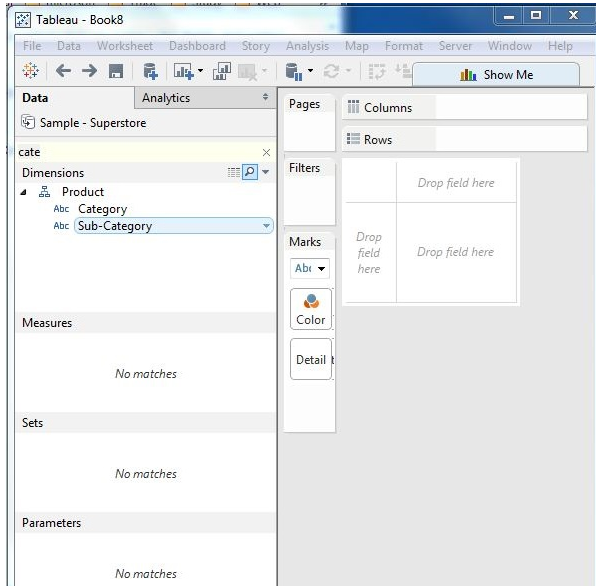 Tableau - Book8
File Data Worksheet Dashboard Story Analysis Map Format Server Window Help
Show Me
Data Analytics
Sample - Superstore
cate
Dimensions
Product
Abc Category
Abc Sub-Category
Measures
No matches
Sets
No matches
Parameters
No matches
Pages
Filters
Marks
Abc
Color
Detail
Columns
Rows
Drop field here
Drop
field
here
Drop field here